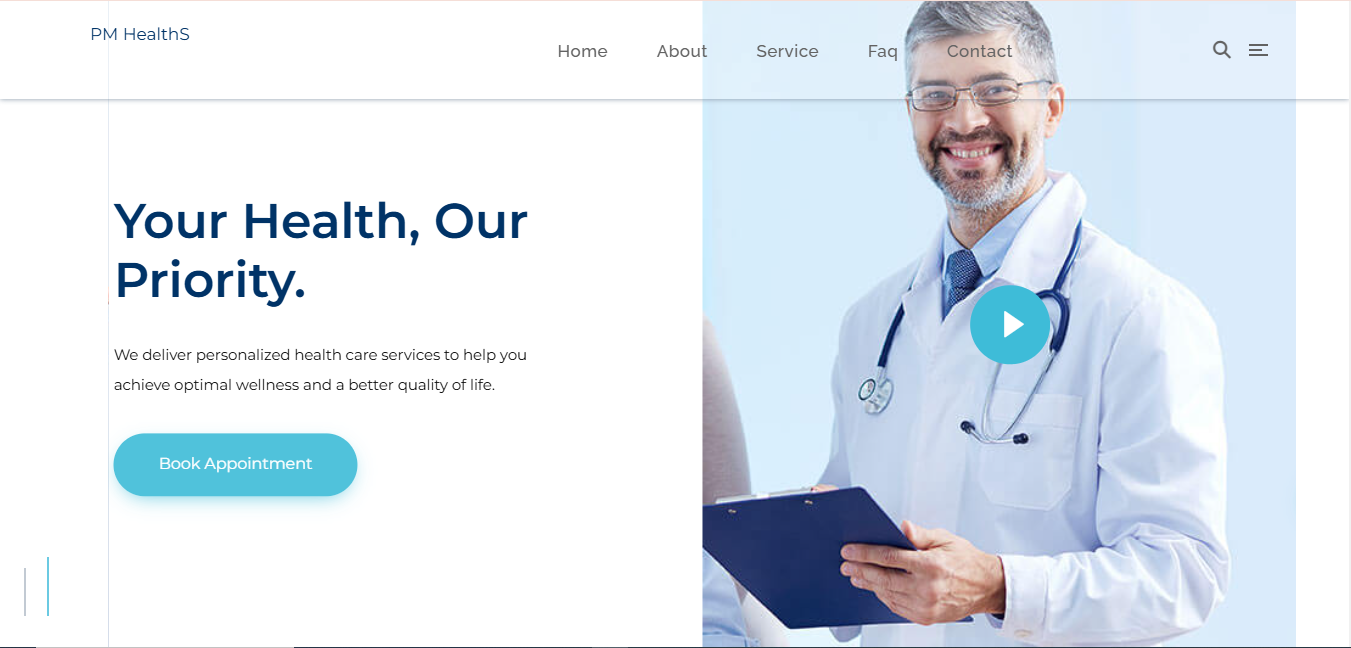 PM HealthS
Home About Service Faq Contact
Your Health, Our
Priority.
We deliver personalized health care services to help you
achieve optimal wellness and a better quality of life.
Book Appointment